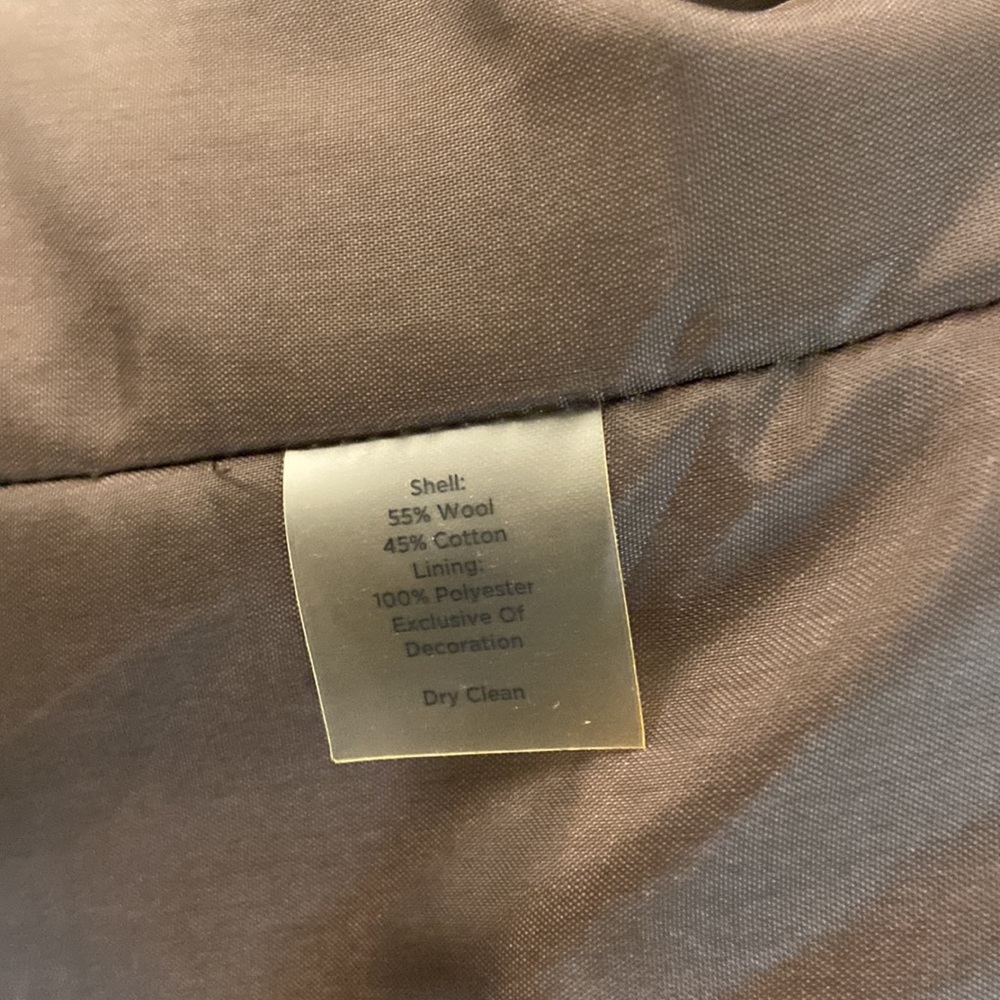 Shell:
55% Wool
45% Cotton
Lining:
100% Polyester
Exclusive Of
Decoration
Dry Clean